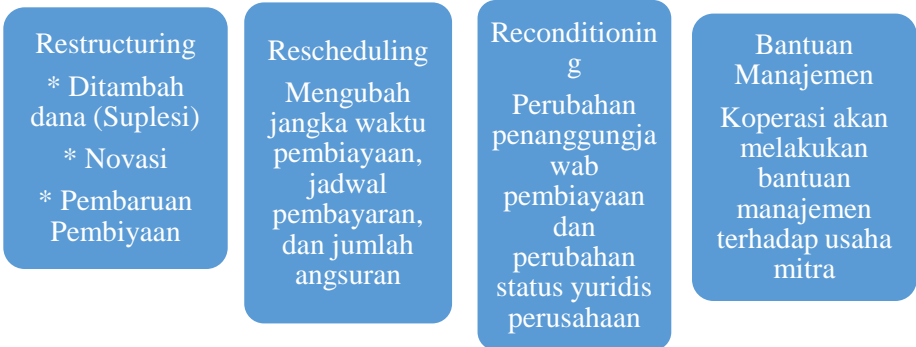 Restructuring
* Ditambah
dana (Suplesi)
* Novasi
* Pembaruan
Pembiyaan
Rescheduling
Mengubah
jangka waktu
pembiayaan,
jadwal
pembayaran,
dan jumlah
angsuran
Reconditionin
g
Perubahan
penanggungja
wab
pembiayaan
dan
perubahan
status yuridis
perusahaan
Bantuan
Manajemen
Koperasi akan
melakukan
bantuan
manajemen
terhadap usaha
mitra